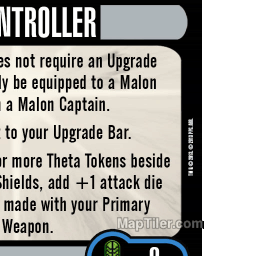 NTROLLER
es not require an Upgrade
ly be equipped to a Malon
a Malon Captain.
to your Upgrade Bar.
or more Theta Tokens beside
Shields, add +1 attack die
made with your Primary
Weapon.
MapTiler.com